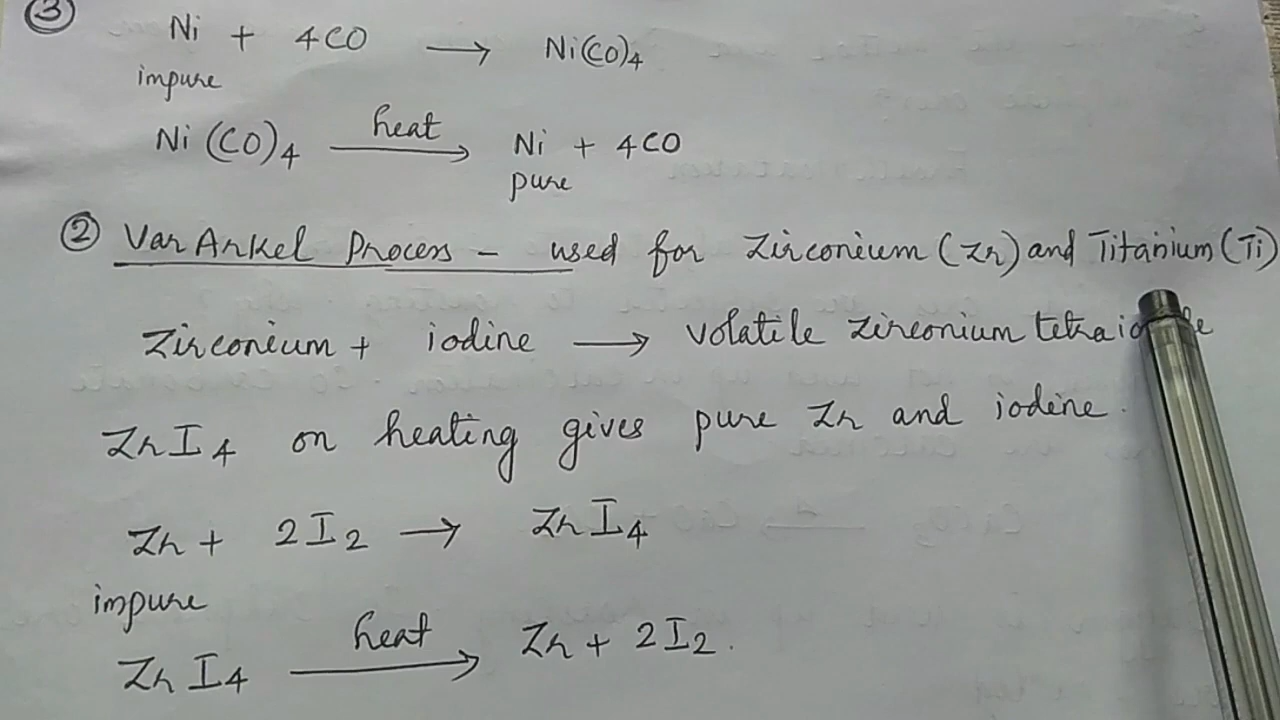 ③
Ni + 4CO → Ni(CO)4
impure
Ni (CO)4 heat → Ni + 4CO
pure
② Van Arkel Process - used for Zirconium (Zr) and Titanium (Ti)
Zirconium + iodine → Volatile Zirconium
ZrI4 on heating gives pure Zr and iodine.
Zr + 2I2 → ZrI4
impure
ZrI4 heat → Zr + 2I2.